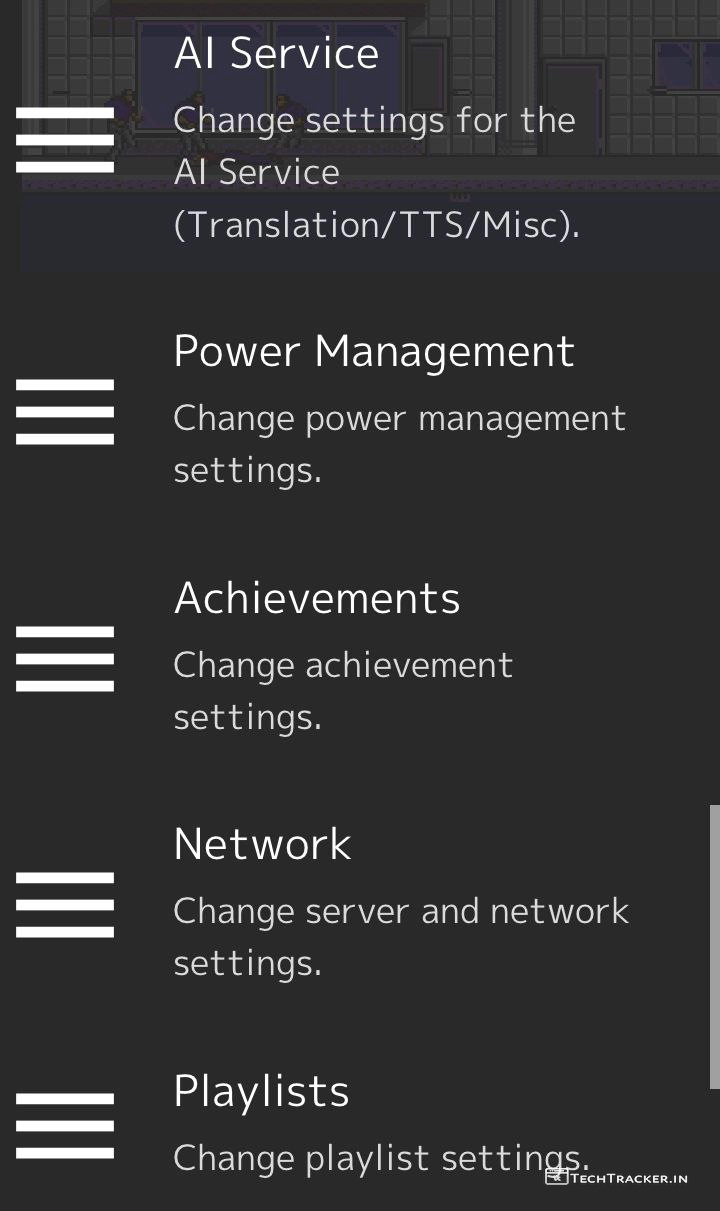 AI Service
Change settings for the
AI Service
(Translation/TTS/Misc).
Power Management
Change power management
settings.
Achievements
Change achievement
settings.
Network
Change server and network
settings.
Playlists
Change playlist settings.
TECHTRACKER.IN